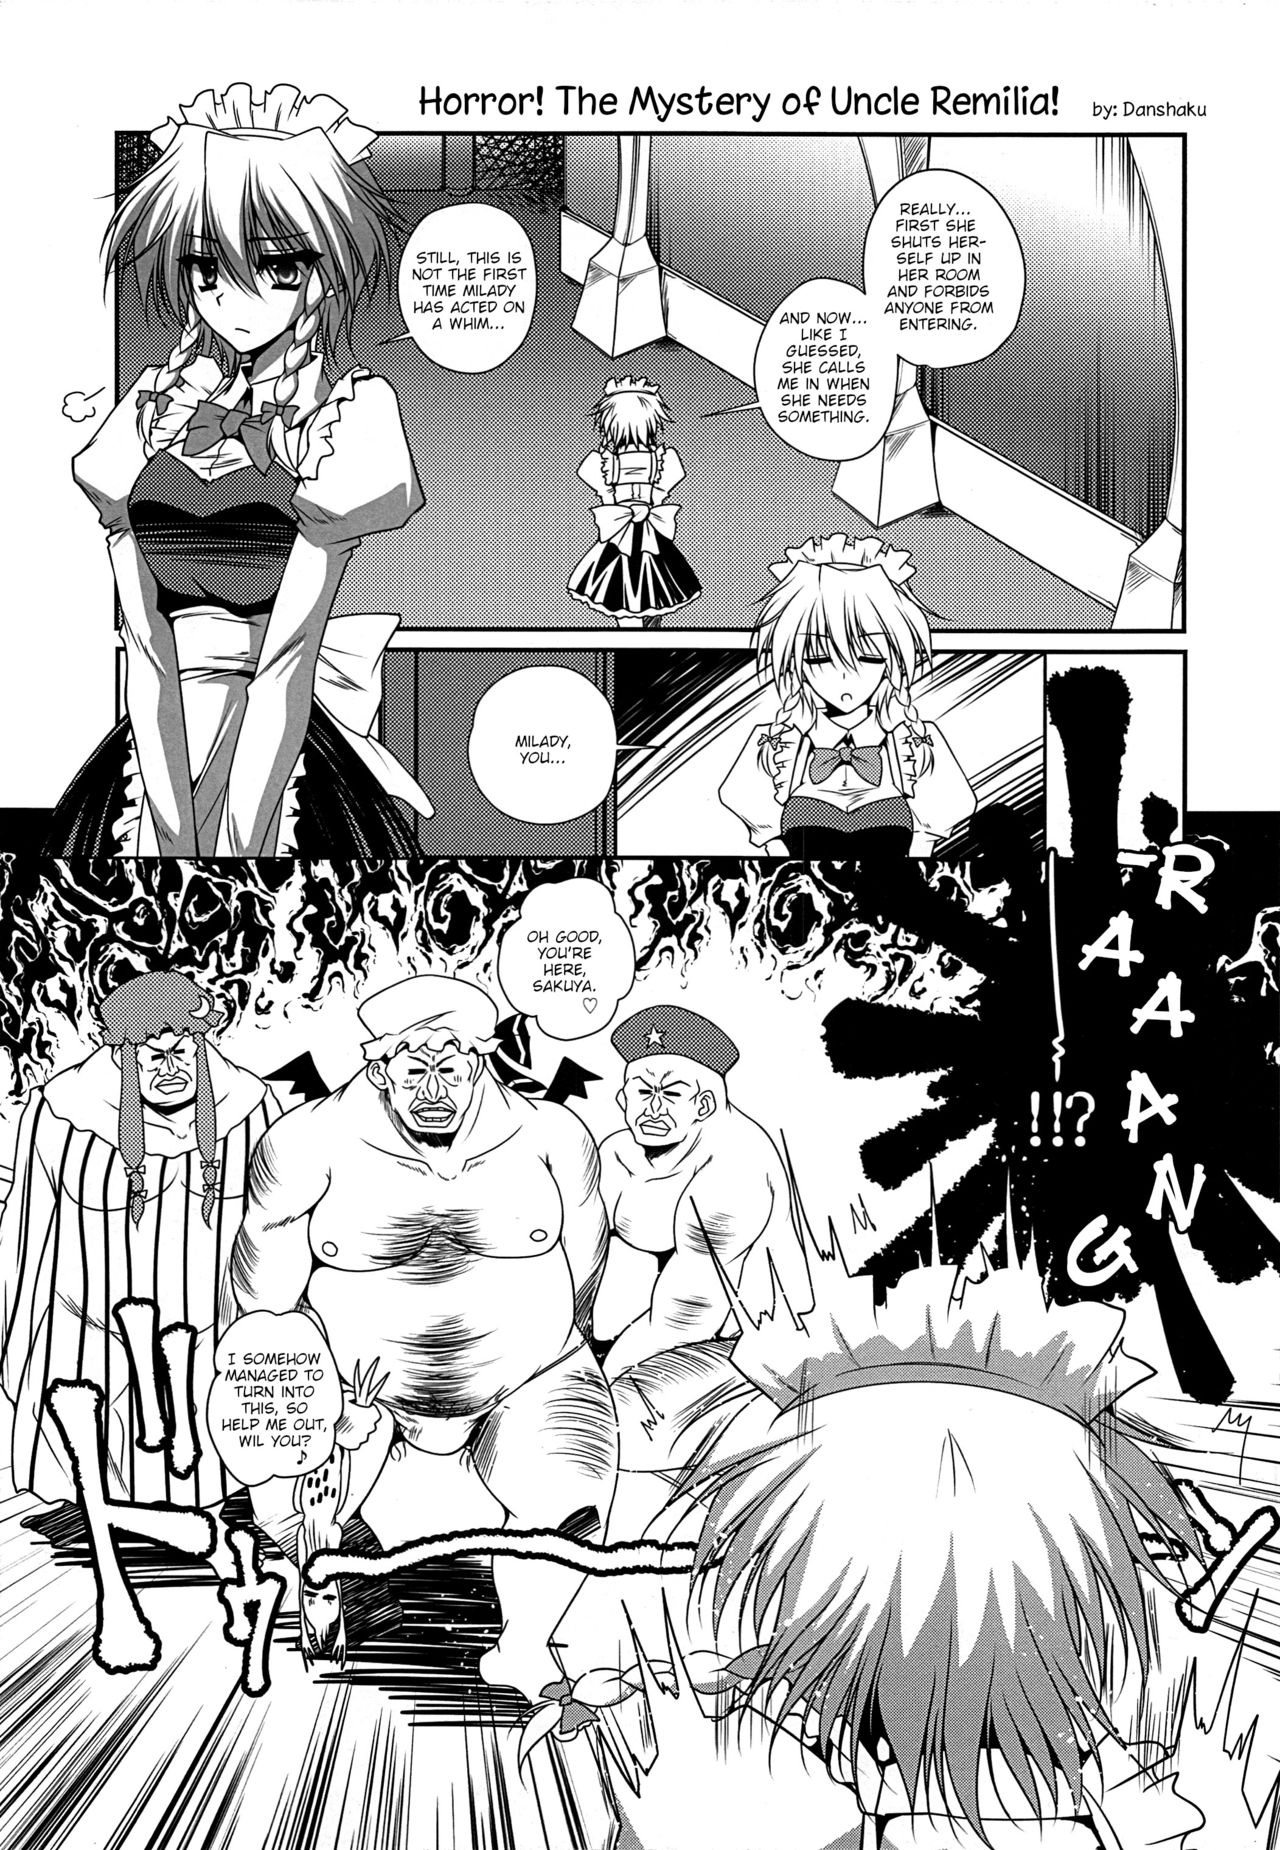 Horror! The Mystery of Uncle Remilia!
by: Danshaku
REALLY...
FIRST SHE
SHUTS HER-
SELF UP IN
HER ROOM
AND FORBIDS
ANYONE FROM
ENTERING.
AND NOW...
LIKE I
GUESSED,
SHE CALLS
ME IN WHEN
SHE NEEDS
SOMETHING.
STILL, THIS IS
NOT THE FIRST
TIME MILADY
HAS ACTED ON
A WHIM...
MILADY,
YOU...
-RAAAANG
!!?
OH GOOD,
YOU'RE
HERE,
SAKUYA.
♡
I SOMEHOW
MANAGED TO
TURN INTO
THIS, SO
HELP ME OUT,
WIL YOU?
♪